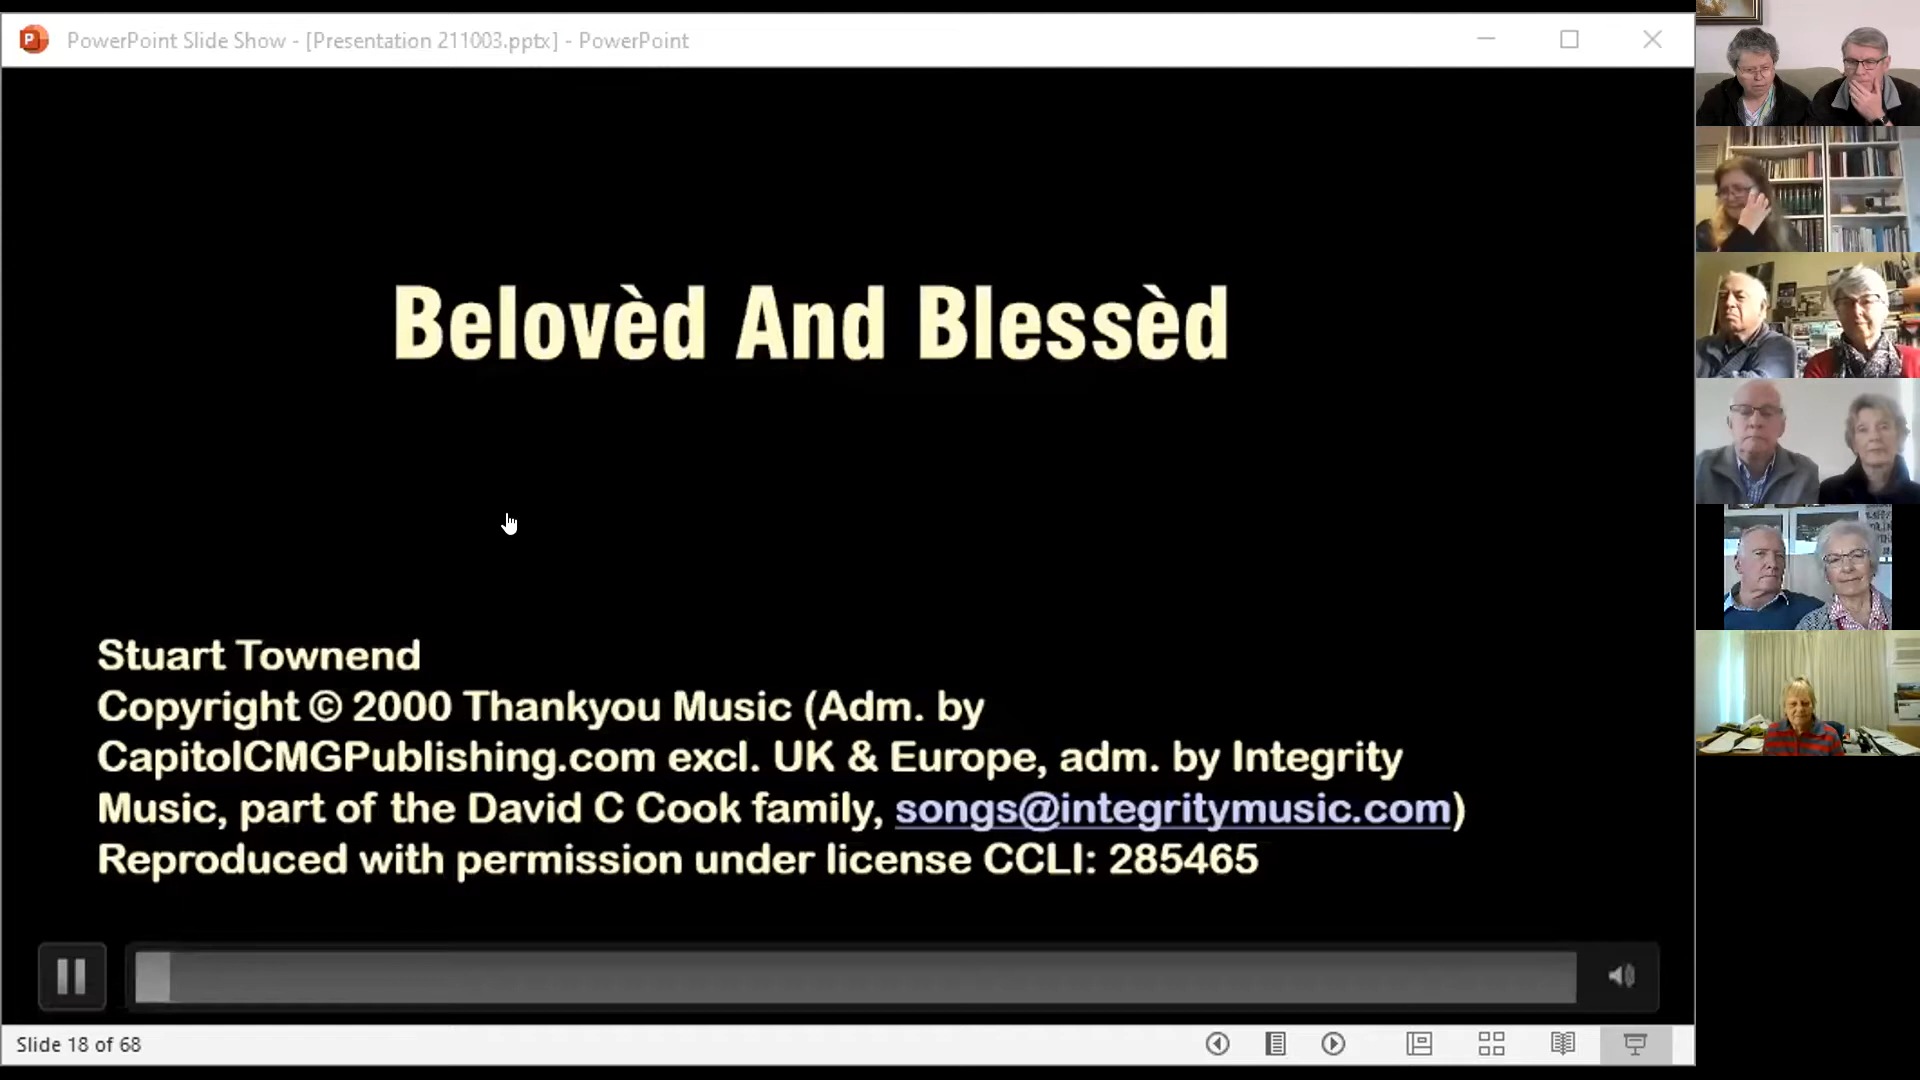 PowerPoint Slide Show - [Presentation 211003.pptx] - PowerPoint
Belovèd And Blessèd
Stuart Townend
Copyright © 2000 Thankyou Music (Adm. by
CapitolCMGPublishing.com excl. UK & Europe, adm. by Integrity
Music, part of the David C Cook family, songs@integritymusic.com)
Reproduced with permission under license CCLI: 285465
Slide 18 of 68